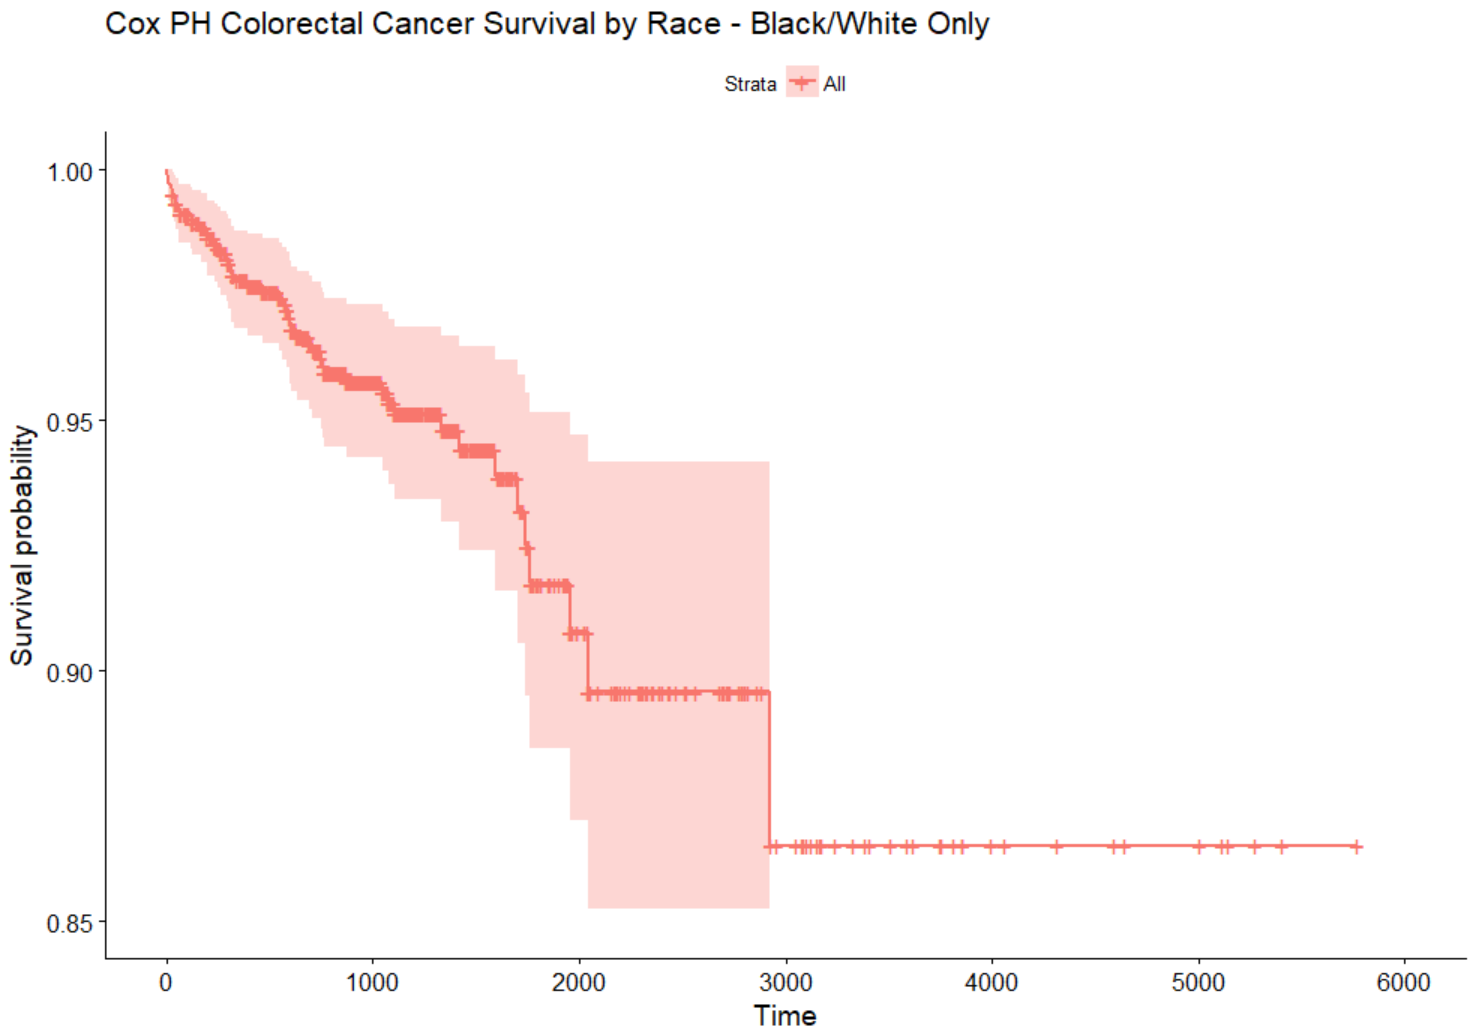 Cox PH Colorectal Cancer Survival by Race - Black/White Only
Strata All
1.00
0.95
0.90
0.85
Survival probability
0 1000 2000 3000 4000 5000 6000
Time